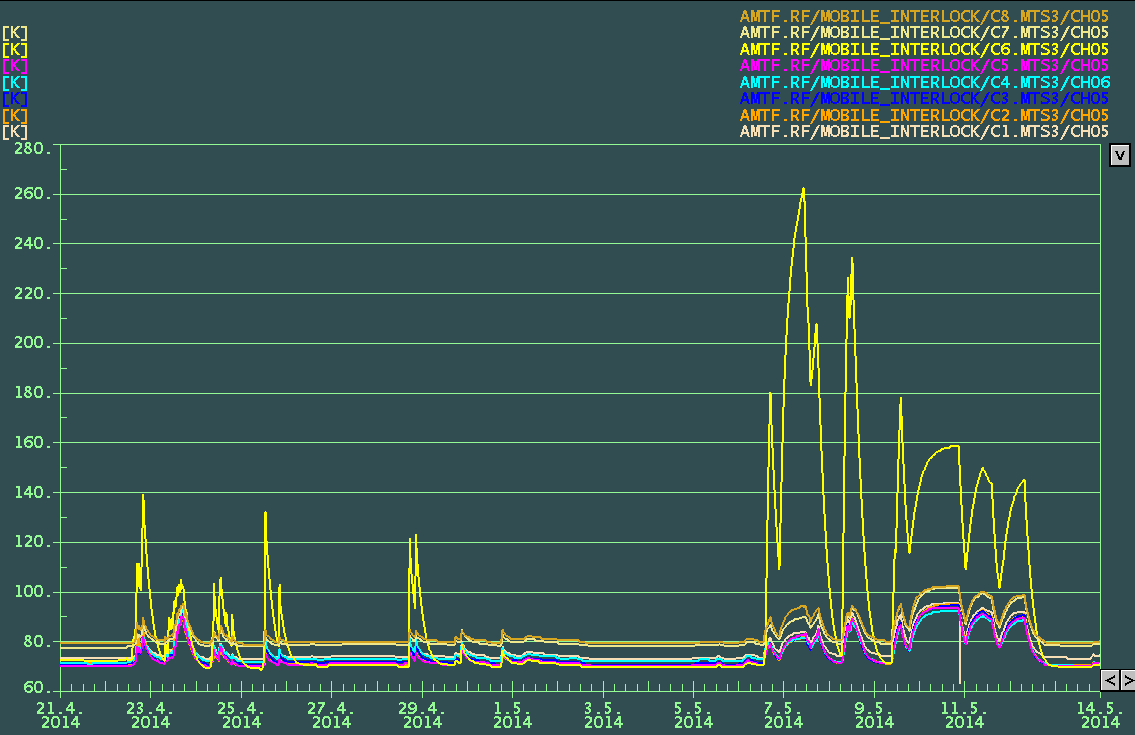 AMTF.RF/MOBILE_INTERLOCK/C8.MTS3/CH05
[K] AMTF.RF/MOBILE_INTERLOCK/C7.MTS3/CH05
[K] AMTF.RF/MOBILE_INTERLOCK/C6.MTS3/CH05
[K] AMTF.RF/MOBILE_INTERLOCK/C5.MTS3/CH05
[K] AMTF.RF/MOBILE_INTERLOCK/C4.MTS3/CH06
[K] AMTF.RF/MOBILE_INTERLOCK/C3.MTS3/CH05
[K] AMTF.RF/MOBILE_INTERLOCK/C2.MTS3/CH05
[K] AMTF.RF/MOBILE_INTERLOCK/C1.MTS3/CH05
280.
V
260.
240.
220.
200.
180.
160.
140.
120.
100.
80.
60.
< >
21.4. 23.4. 25.4. 27.4. 29.4. 1.5. 3.5. 5.5. 7.5. 9.5. 11.5. 14.5.
2014 2014 2014 2014 2014 2014 2014 2014 2014 2014 2014 2014